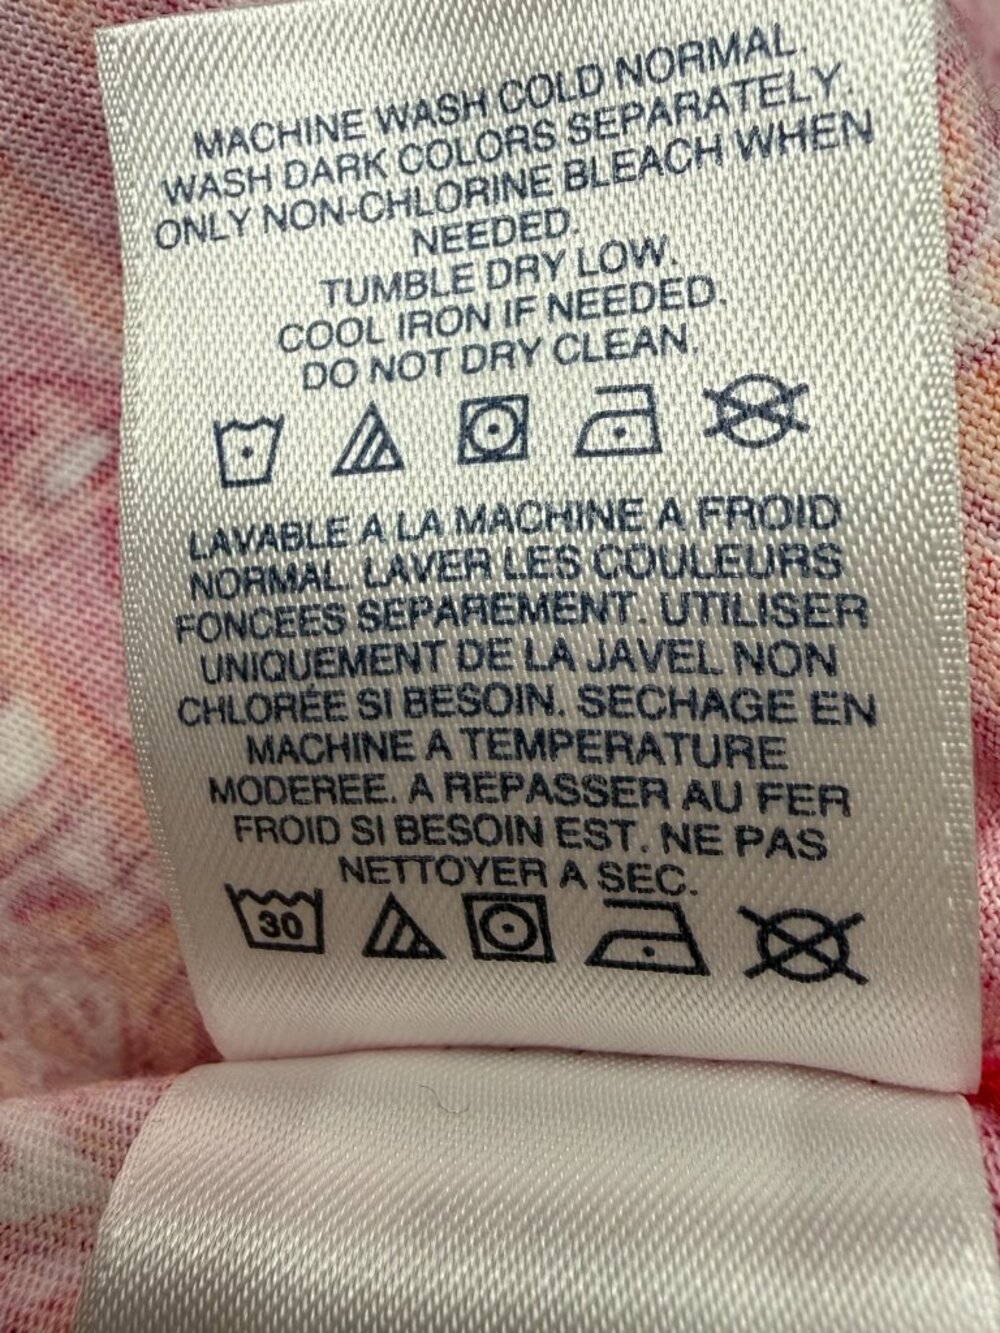 MACHINE WASH COLD NORMAL.
WASH DARK COLORS SEPARATELY.
ONLY NON-CHLORINE BLEACH WHEN
NEEDED.
TUMBLE DRY LOW.
COOL IRON IF NEEDED.
DO NOT DRY CLEAN.
LAVABLE A LA MACHINE A FROID
NORMAL. LAVER LES COULEURS
FONCEES SEPAREMENT. UTILISER
UNIQUEMENT DE LA JAVEL NON
CHLORÉE SI BESOIN. SECHAGE EN
MACHINE A TEMPERATURE
MODEREE. A REPASSER AU FER
FROID SI BESOIN EST. NE PAS
NETTOYER A SEC.
30